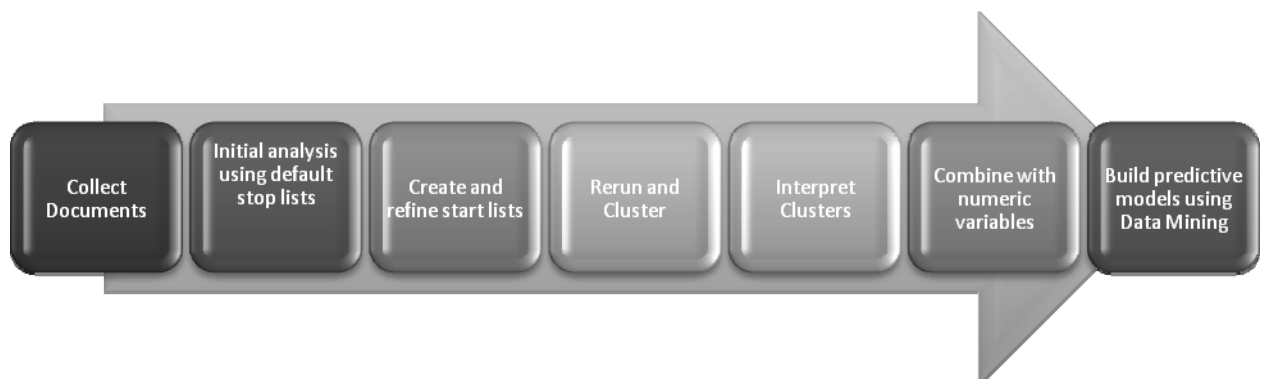 Collect
Documents
Initial analysis
using default
stop lists
Create and
refine start lists
Rerun and
Cluster
Interpret
Clusters
Combine with
numeric
variables
Build predictive
models using
Data Mining